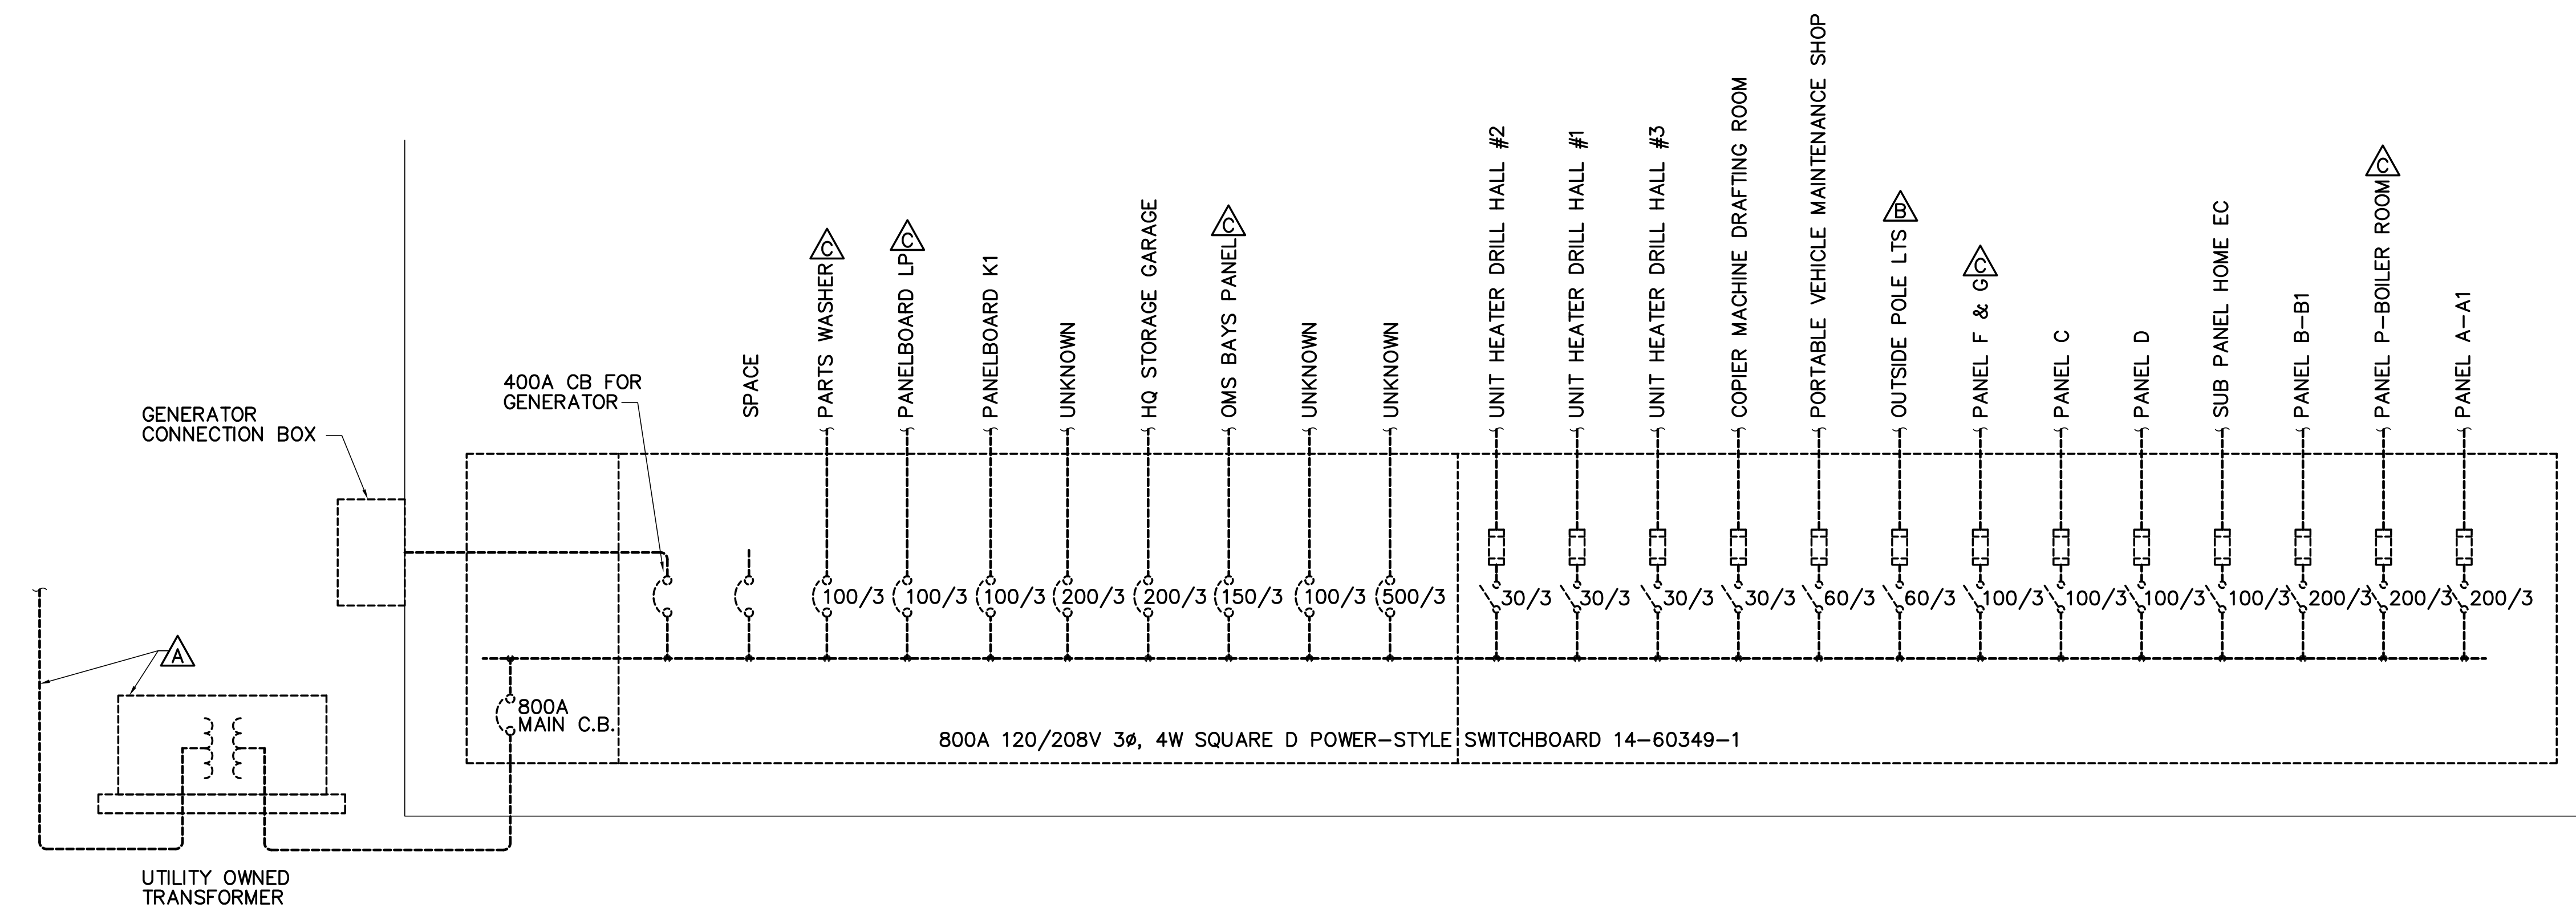 GENERATOR
CONNECTION BOX
400A CB FOR
GENERATOR
SPACE
PARTS WASHER
C
PANELBOARD LP
C
PANELBOARD K1
UNKNOWN
HQ STORAGE GARAGE
OMS BAYS PANEL
C
UNKNOWN
UNKNOWN
UNIT HEATER DRILL HALL #2
UNIT HEATER DRILL HALL #1
UNIT HEATER DRILL HALL #3
COPIER MACHINE DRAFTING ROOM
PORTABLE VEHICLE MAINTENANCE SHOP
OUTSIDE POLE LTS
B
PANEL F & G
C
PANEL C
PANEL D
SUB PANEL HOME EC
PANEL B-B1
PANEL P-BOILER ROOM
C
PANEL A-A1
100/3
100/3
100/3
200/3
200/3
150/3
100/3
500/3
30/3
30/3
30/3
30/3
60/3
60/3
100/3
100/3
100/3
100/3
200/3
200/3
200/3
A
800A
MAIN C.B.
800A 120/208V 3ø, 4W SQUARE D POWER-STYLE SWITCHBOARD 14-60349-1
UTILITY OWNED
TRANSFORMER